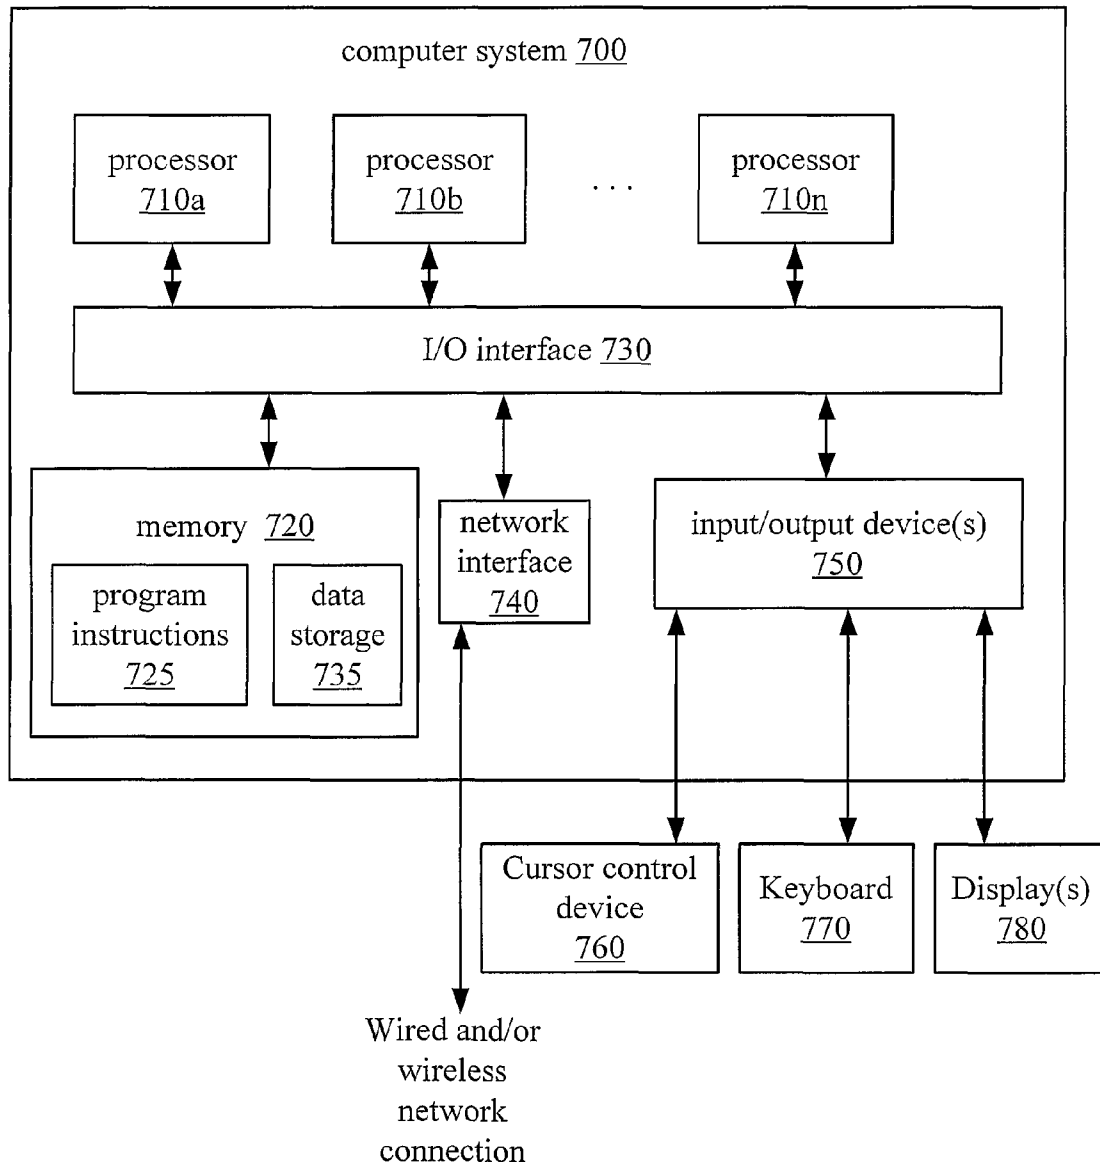 computer system 700
processor
710a
processor
710b
. . .
processor
710n
I/O interface 730
memory 720
program
instructions
725
data
storage
735
network
interface
740
input/output device(s)
750
Cursor control
device
760
Keyboard
770
Display(s)
780
Wired and/or
wireless
network
connection